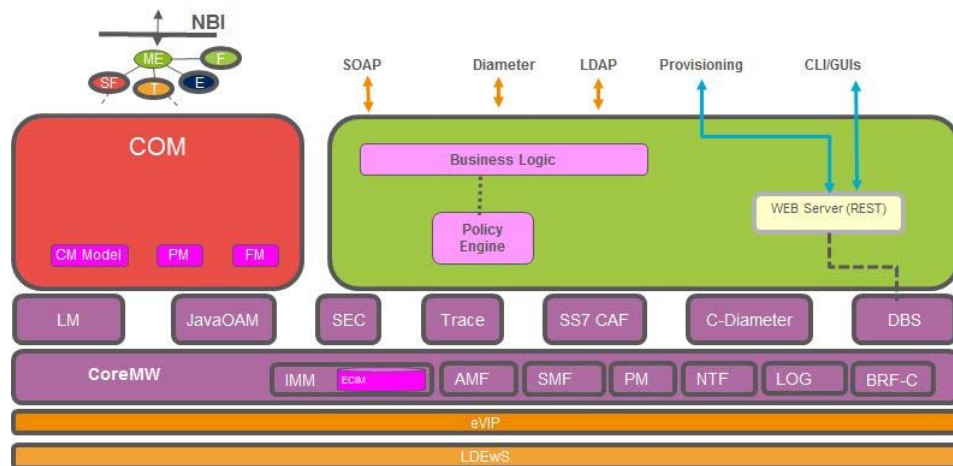 NBI
ME
F
SF
T
E
SOAP
Diameter
LDAP
Provisioning
CLI/GUIs
COM
CM Model
PM
FM
Business Logic
Policy
Engine
WEB Server (REST)
LM
JavaOAM
SEC
Trace
SS7 CAF
C-Diameter
DBS
CoreMW
IMM
ECIM
AMF
SMF
PM
NTF
LOG
BRF-C
eVIP
LDEwS